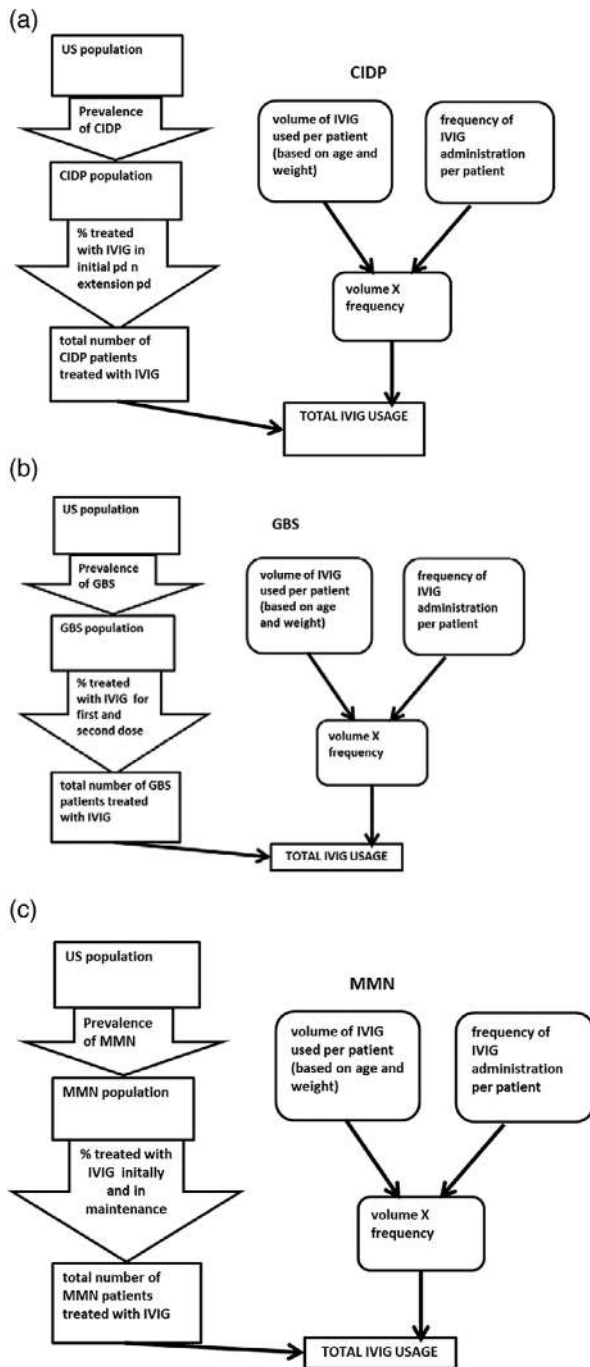 (a)
US population
Prevalence
of CIDP
CIDP population
% treated
with IVIG in
initial pd n
extension pd
total number of
CIDP patients
treated with IVIG
CIDP
volume of IVIG
used per patient
(based on age and
weight)
frequency of
IVIG
administration
per patient
volume X
frequency
TOTAL IVIG USAGE
(b)
US population
Prevalence
of GBS
GBS population
% treated
with IVIG for
first and
second dose
total number of GBS
patients treated
with IVIG
GBS
volume of IVIG
used per patient
(based on age
and weight)
frequency of
IVIG
administration
per patient
volume X
frequency
TOTAL IVIG USAGE
(c)
US population
Prevalence
of MMN
MMN population
% treated with
IVIG initally
and in
maintenance
total number of
MMN patients
treated with IVIG
MMN
volume of IVIG
used per patient
(based on age and
weight)
frequency of
IVIG
administration
per patient
volume X
frequency
TOTAL IVIG USAGE